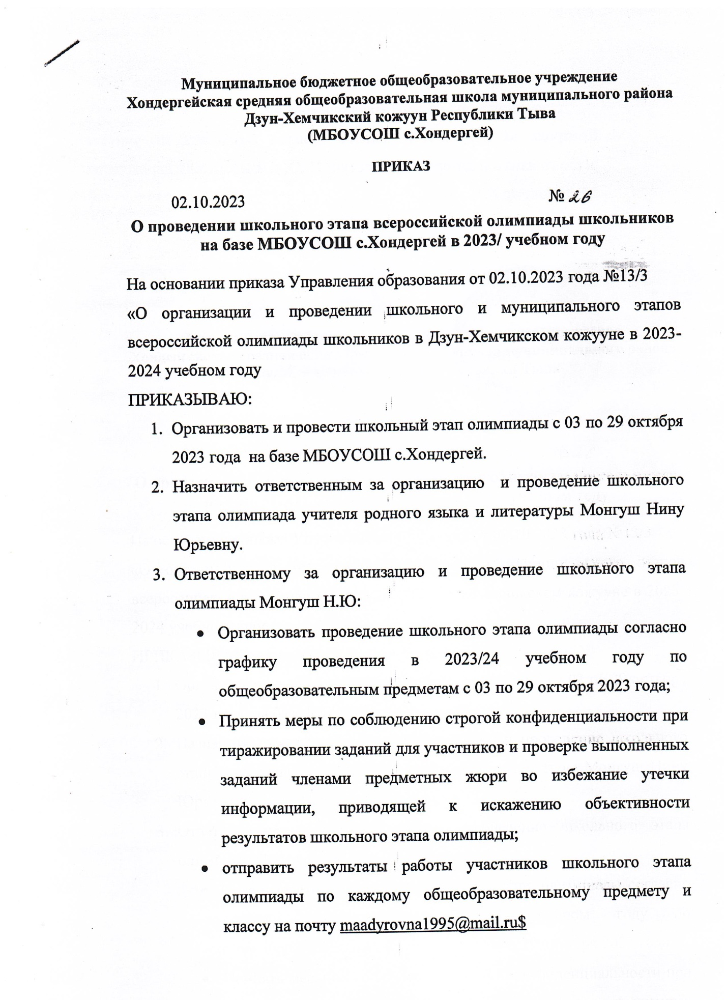 Муниципальное бюджетное общеобразовательное учреждение
Хондергейская средняя общеобразовательная школа муниципального района
Дзун-Хемчикский кожуун Республики Тыва
(МБОУСОШ с.Хондергей)
ПРИКАЗ
02.10.2023 № 26
О проведении школьного этапа всероссийской олимпиады школьников
на базе МБОУСОШ с.Хондергей в 2023/ учебном году
На основании приказа Управления образования от 02.10.2023 года №13/3
«О организации и проведении школьного и муниципального этапов
всероссийской олимпиады школьников в Дзун-Хемчикском кожууне в 2023-
2024 учебном году
ПРИКАЗЫВАЮ:
1. Организовать и провести школьный этап олимпиады с 03 по 29 октября
2023 года на базе МБОУСОШ с.Хондергей.
2. Назначить ответственным за организацию и проведение школьного
этапа олимпиада учителя родного языка и литературы Монгуш Нину
Юрьевну.
3. Ответственному за организацию и проведение школьного этапа
олимпиады Монгуш Н.Ю:
• Организовать проведение школьного этапа олимпиады согласно
графику проведения в 2023/24 учебном году по
общеобразовательным предметам с 03 по 29 октября 2023 года;
• Принять меры по соблюдению строгой конфиденциальности при
тиражировании заданий для участников и проверке выполненных
заданий членами предметных жюри во избежание утечки
информации, приводящей к искажению объективности
результатов школьного этапа олимпиады;
• отправить результаты работы участников школьного этапа
олимпиады по каждому общеобразовательному предмету и
классу на почту maadyrovna1995@mail.ru$